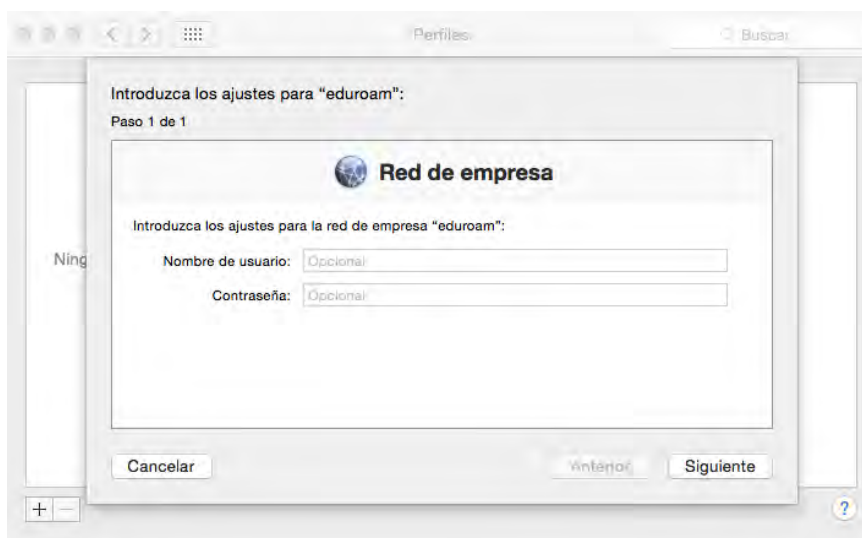 Perfiles
Buscar
Introduzca los ajustes para “eduroam”:
Paso 1 de 1
Red de empresa
Introduzca los ajustes para la red de empresa “eduroam”:
Ning
Nombre de usuario: Opcional
Contraseña: Opcional
Cancelar
Anterior
Siguiente
+
−
?